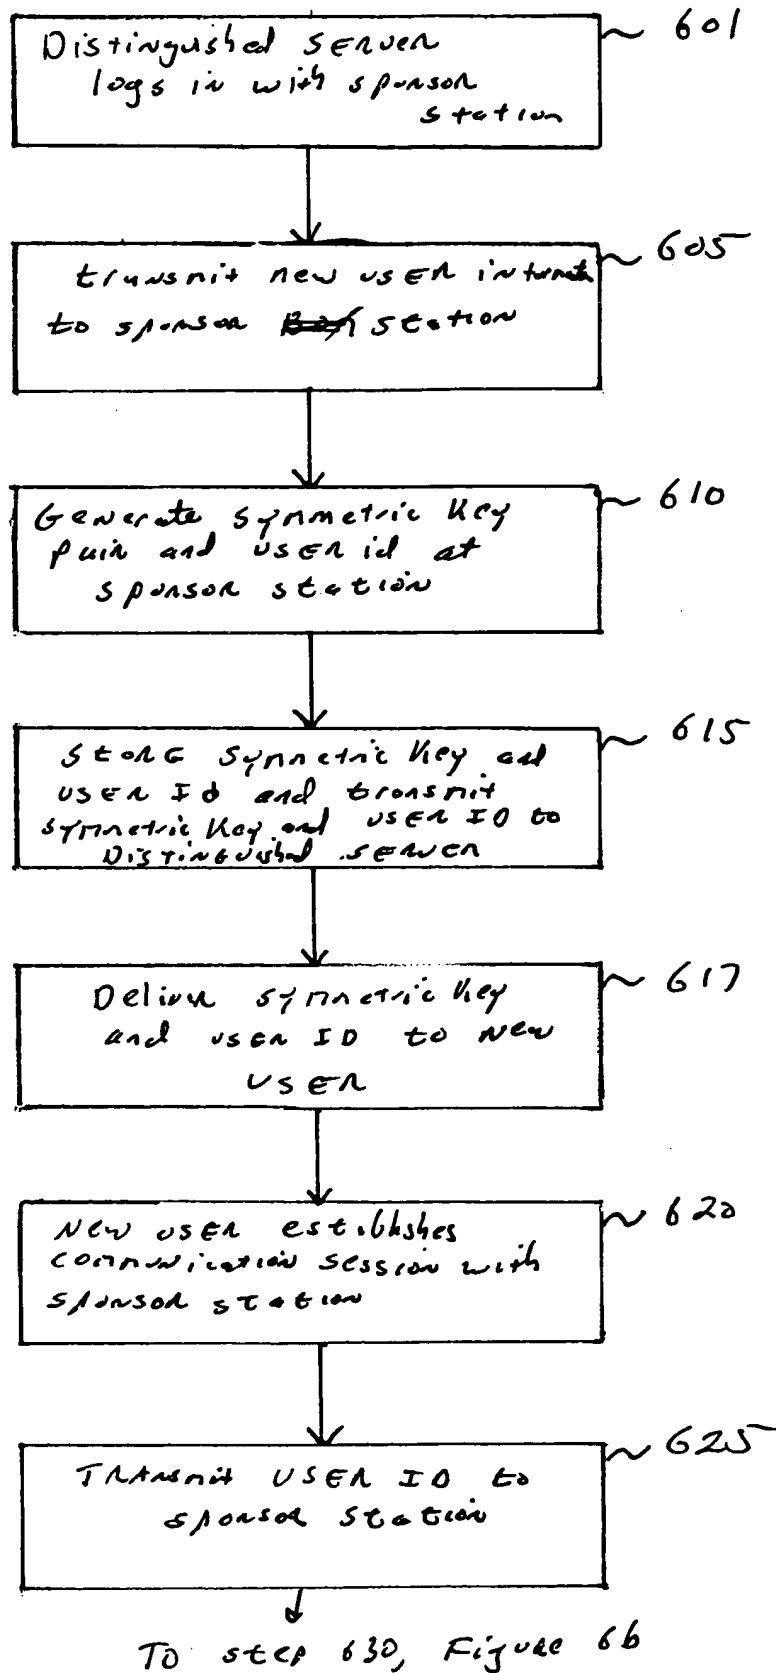 Distinguished SERVER
logs in with sponsor
station
601
transmit new USER
to sponsor station
605
Generate symmetric Key
pair and USER id at
sponsor station
610
STORE symmetric Key and
USER Id and transmit
symmetric Key and USER ID to
DISTINGUISHED SERVER
615
Deliver symmetric Key
and USER ID to New
USER
617
New USER establishes
communication session with
sponsor station
620
TRANSmit USER ID to
sponsor station
625
To step 630, Figure 6b